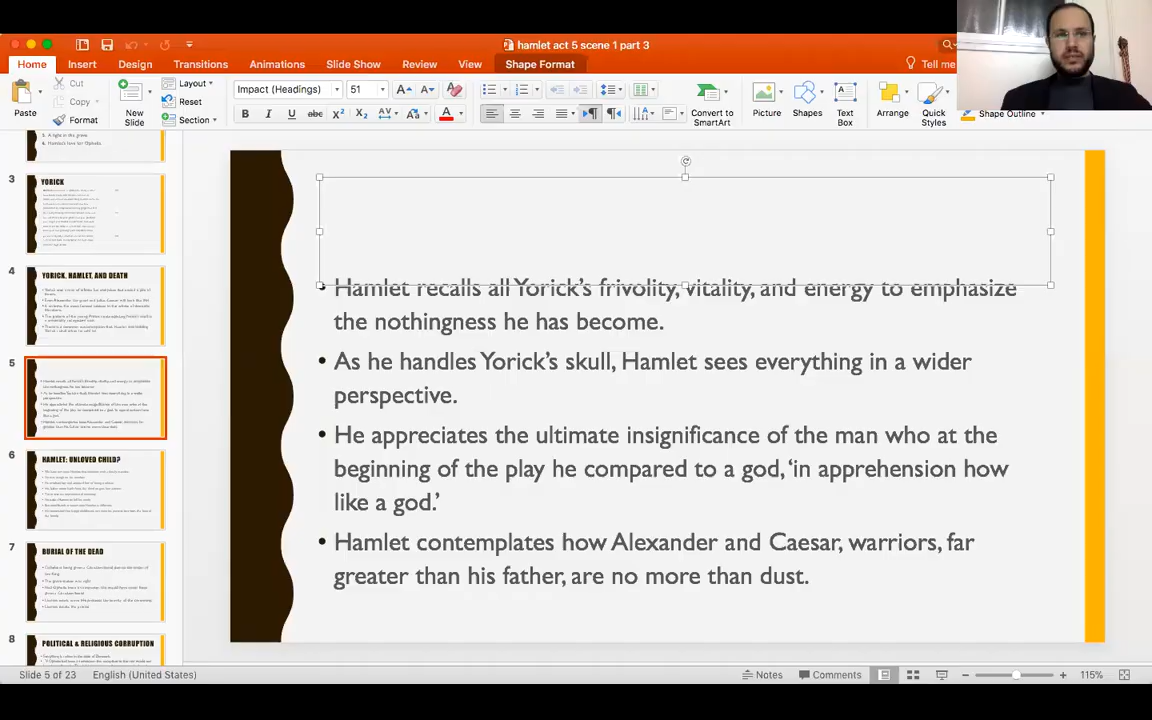 hamlet act 5 scene 1 part 3
Home Insert Design Transitions Animations Slide Show Review View Shape Format Tell me
Paste Cut Copy Format New Slide Layout Reset Section Impact (Headings) 51 Convert to SmartArt Picture Shapes Text Box Arrange Quick Styles Shape Outline
3
YORICK
4
YORICK, HAMLET, AND DEATH
5
6
HAMLET: UNLOVED CHILD?
7
BURIAL OF THE DEAD
8
POLITICAL & RELIGIOUS CORRUPTION
• Hamlet recalls all Yorick's frivolity, vitality, and energy to emphasize
the nothingness he has become.
• As he handles Yorick's skull, Hamlet sees everything in a wider
perspective.
• He appreciates the ultimate insignificance of the man who at the
beginning of the play he compared to a god, 'in apprehension how
like a god.'
• Hamlet contemplates how Alexander and Caesar, warriors, far
greater than his father, are no more than dust.
Slide 5 of 23 English (United States) Notes Comments 115%